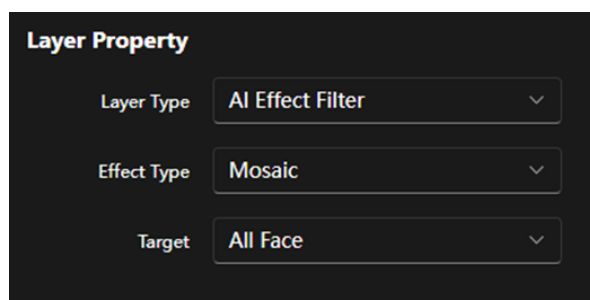 Layer Property
Layer Type AI Effect Filter
Effect Type Mosaic
Target All Face